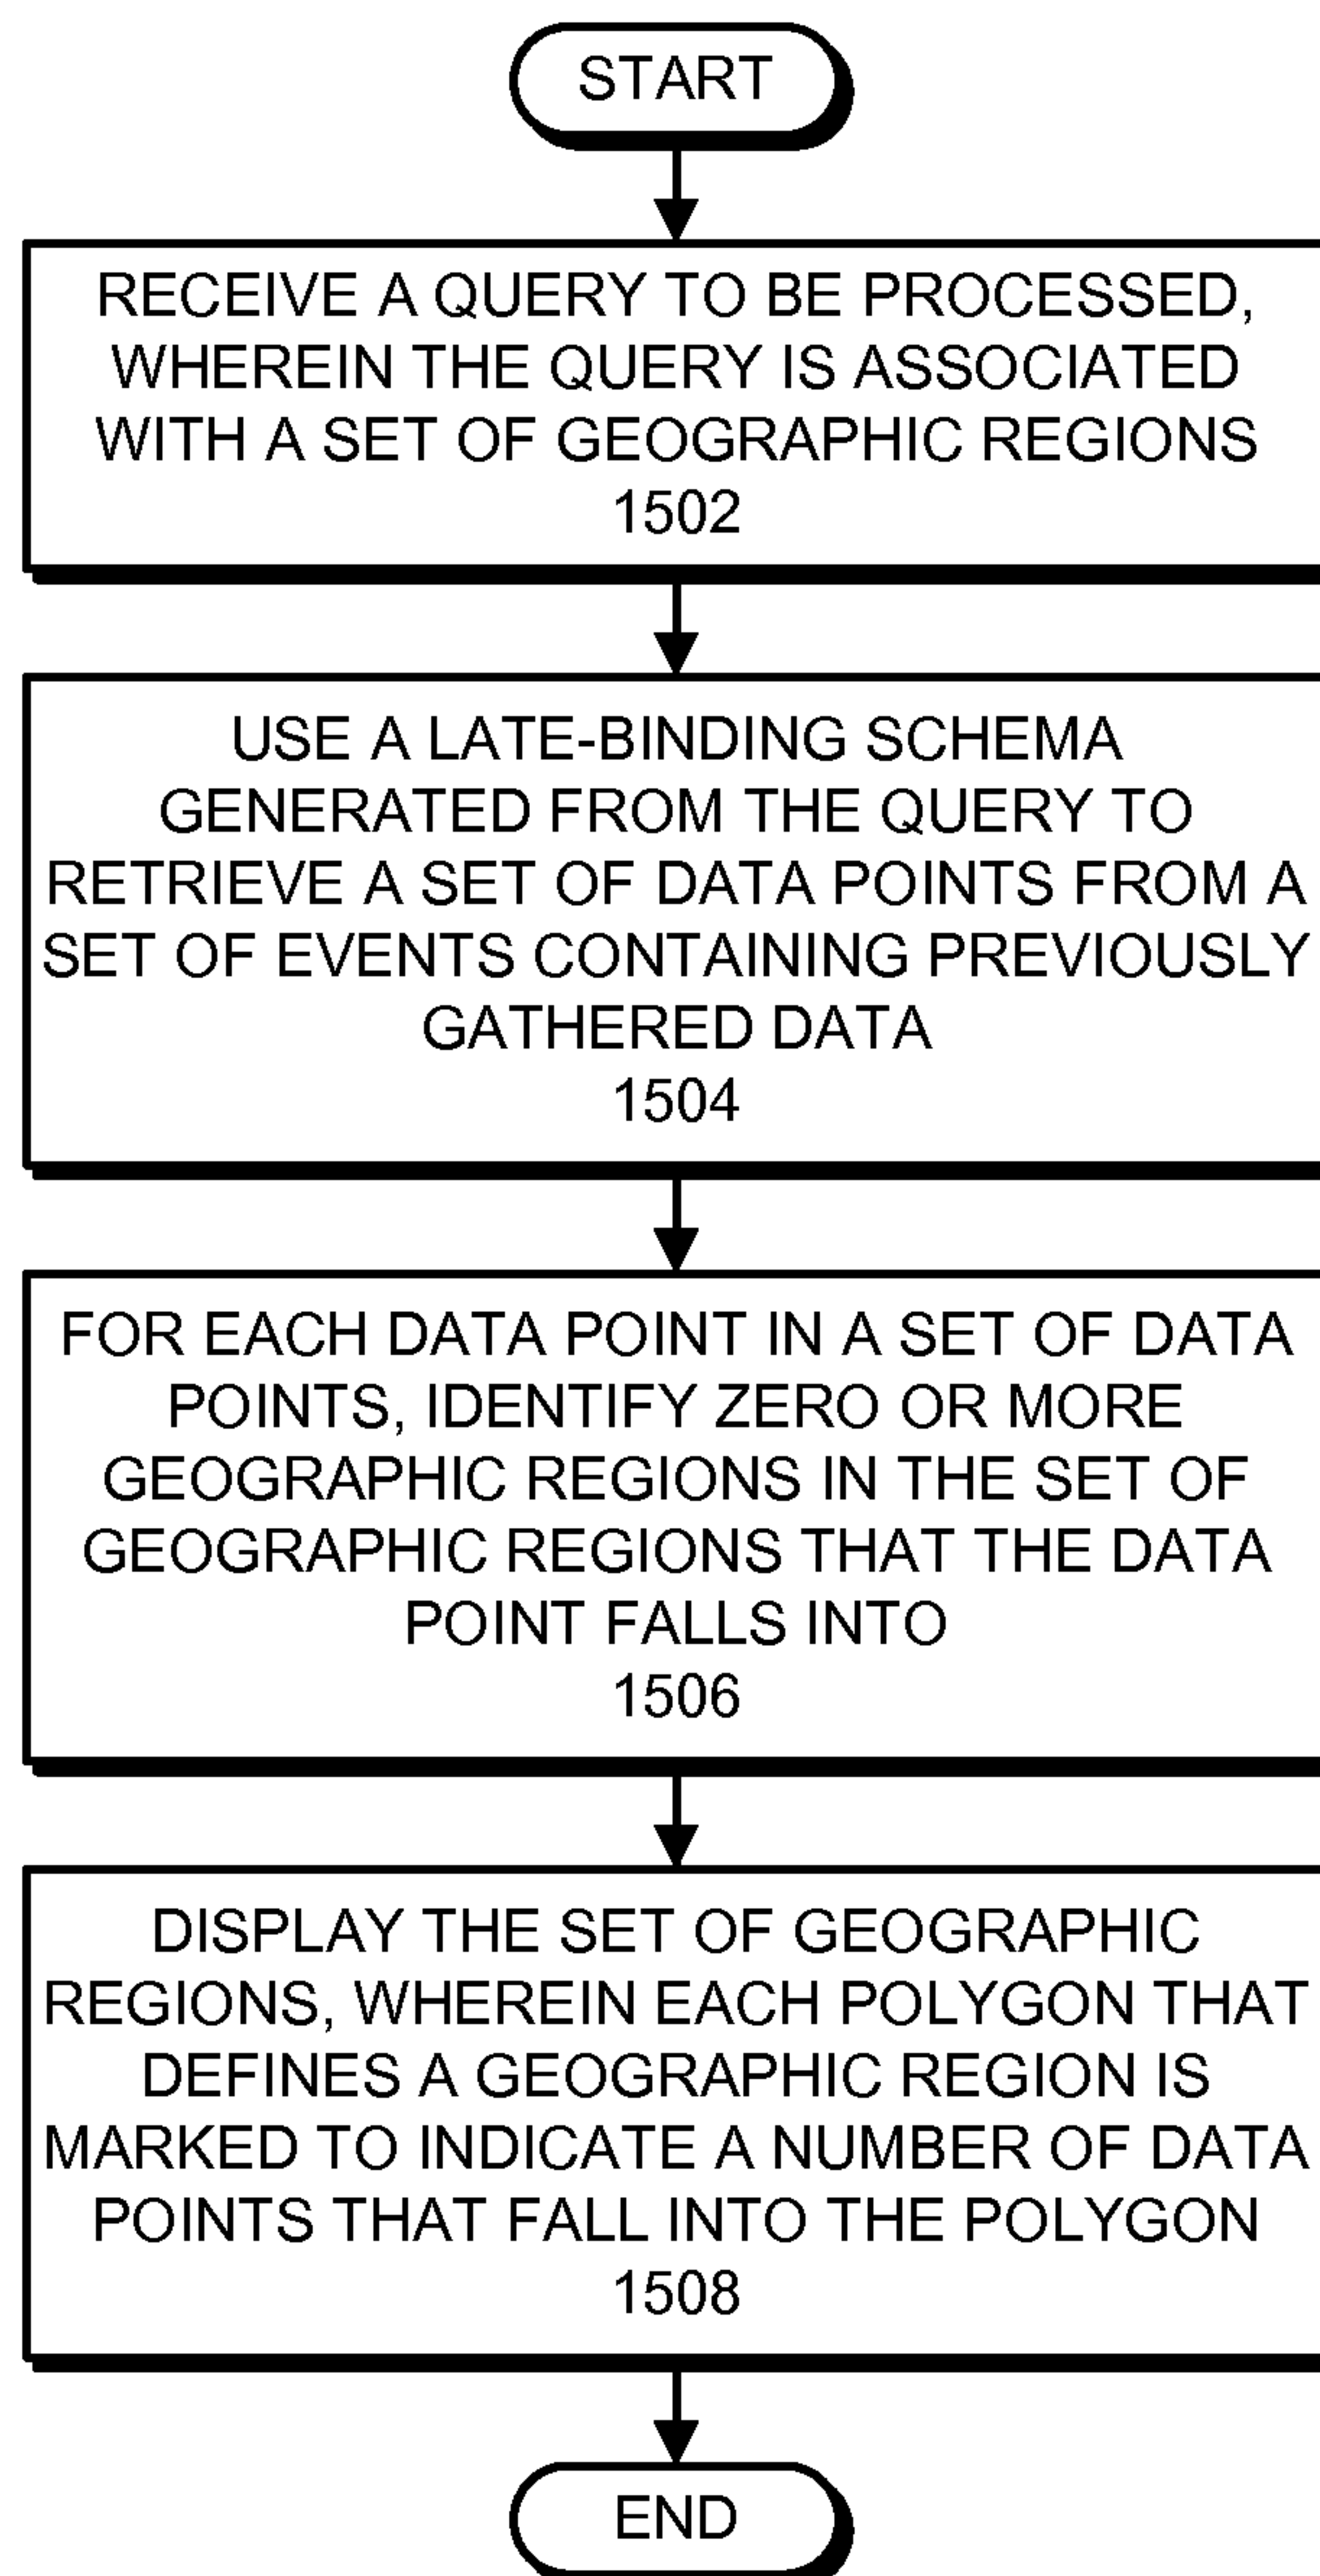 START
RECEIVE A QUERY TO BE PROCESSED,
WHEREIN THE QUERY IS ASSOCIATED
WITH A SET OF GEOGRAPHIC REGIONS
1502
USE A LATE-BINDING SCHEMA
GENERATED FROM THE QUERY TO
RETRIEVE A SET OF DATA POINTS FROM A
SET OF EVENTS CONTAINING PREVIOUSLY
GATHERED DATA
1504
FOR EACH DATA POINT IN A SET OF DATA
POINTS, IDENTIFY ZERO OR MORE
GEOGRAPHIC REGIONS IN THE SET OF
GEOGRAPHIC REGIONS THAT THE DATA
POINT FALLS INTO
1506
DISPLAY THE SET OF GEOGRAPHIC
REGIONS, WHEREIN EACH POLYGON THAT
DEFINES A GEOGRAPHIC REGION IS
MARKED TO INDICATE A NUMBER OF DATA
POINTS THAT FALL INTO THE POLYGON
1508
END